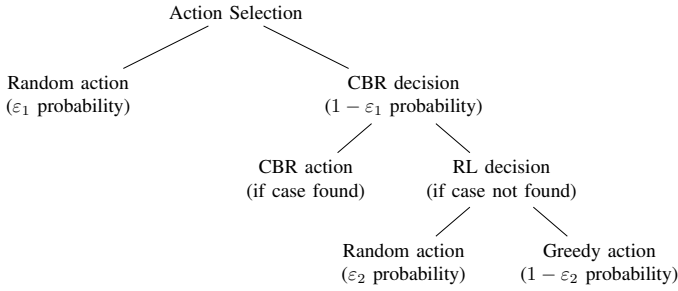 Action Selection
Random action
(ε₁ probability)
CBR decision
(1 − ε₁ probability)
CBR action
(if case found)
RL decision
(if case not found)
Random action
(ε₂ probability)
Greedy action
(1 − ε₂ probability)